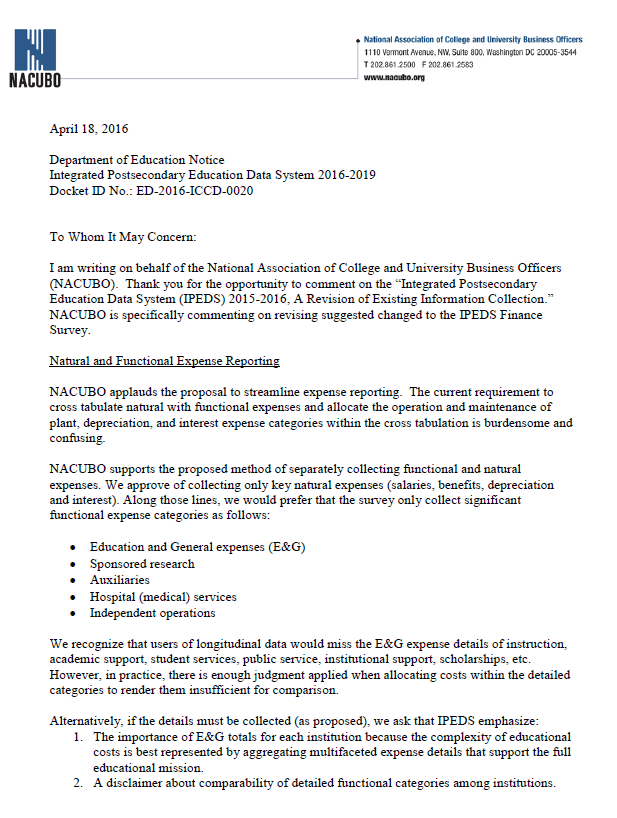 NACUBO
National Association of College and University Business Officers
1110 Vermont Avenue, NW, Suite 800, Washington DC 20005-3544
T 202.861.2500 F 202.861.2583
www.nacubo.org
April 18, 2016
Department of Education Notice
Integrated Postsecondary Education Data System 2016-2019
Docket ID No.: ED-2016-ICCD-0020
To Whom It May Concern:
I am writing on behalf of the National Association of College and University Business Officers
(NACUBO). Thank you for the opportunity to comment on the “Integrated Postsecondary
Education Data System (IPEDS) 2015-2016, A Revision of Existing Information Collection.”
NACUBO is specifically commenting on revising suggested changed to the IPEDS Finance
Survey.
Natural and Functional Expense Reporting
NACUBO applauds the proposal to streamline expense reporting. The current requirement to
cross tabulate natural with functional expenses and allocate the operation and maintenance of
plant, depreciation, and interest expense categories within the cross tabulation is burdensome and
confusing.
NACUBO supports the proposed method of separately collecting functional and natural
expenses. We approve of collecting only key natural expenses (salaries, benefits, depreciation
and interest). Along those lines, we would prefer that the survey only collect significant
functional expense categories as follows:
• Education and General expenses (E&G)
• Sponsored research
• Auxiliaries
• Hospital (medical) services
• Independent operations
We recognize that users of longitudinal data would miss the E&G expense details of instruction,
academic support, student services, public service, institutional support, scholarships, etc.
However, in practice, there is enough judgment applied when allocating costs within the detailed
categories to render them insufficient for comparison.
Alternatively, if the details must be collected (as proposed), we ask that IPEDS emphasize:
1. The importance of E&G totals for each institution because the complexity of educational
costs is best represented by aggregating multifaceted expense details that support the full
educational mission.
2. A disclaimer about comparability of detailed functional categories among institutions.